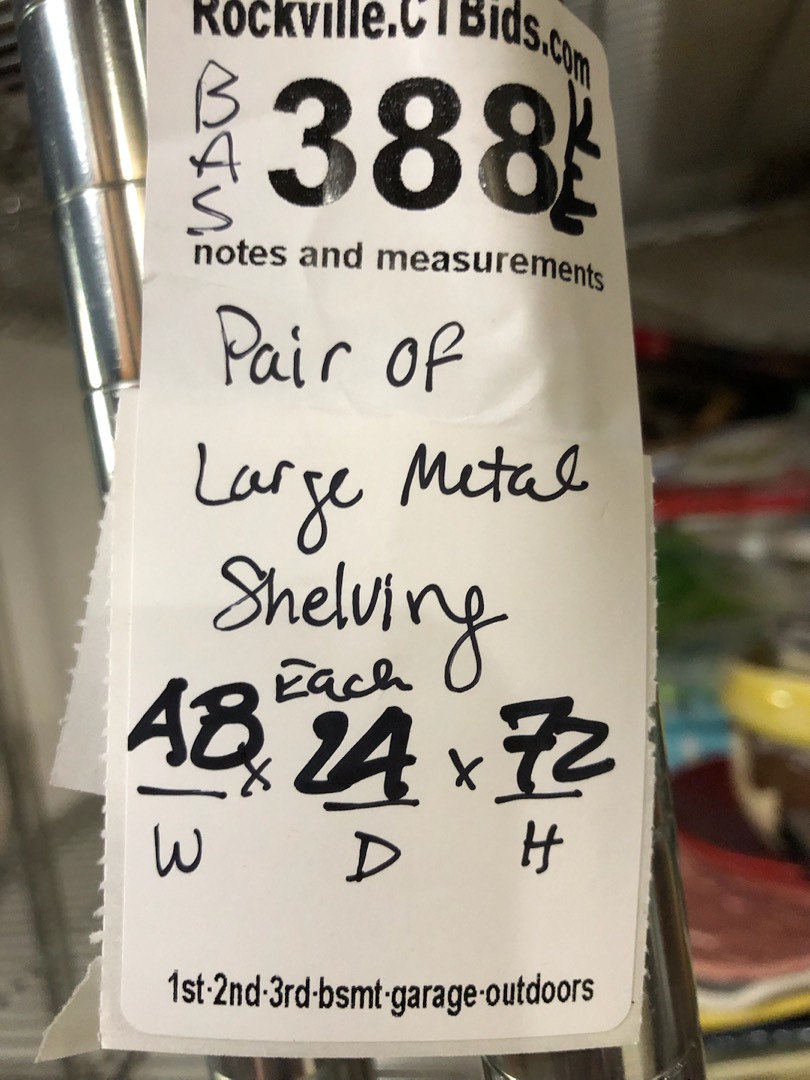 Rockville.CTBids.com
BAS 388 KE
notes and measurements
Pair of
Large Metal
Shelving
Each
48 x 24 x 72
W D H
1st·2nd·3rd·bsmt·garage·outdoors